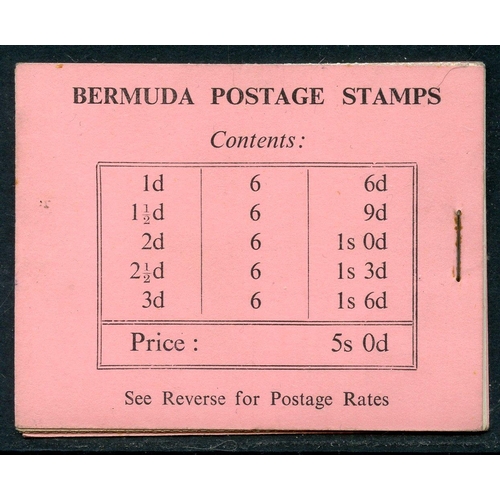 BERMUDA POSTAGE STAMPS
Contents:
1d 6 6d
1½d 6 9d
2d 6 1s 0d
2½d 6 1s 3d
3d 6 1s 6d
Price : 5s 0d
See Reverse for Postage Rates